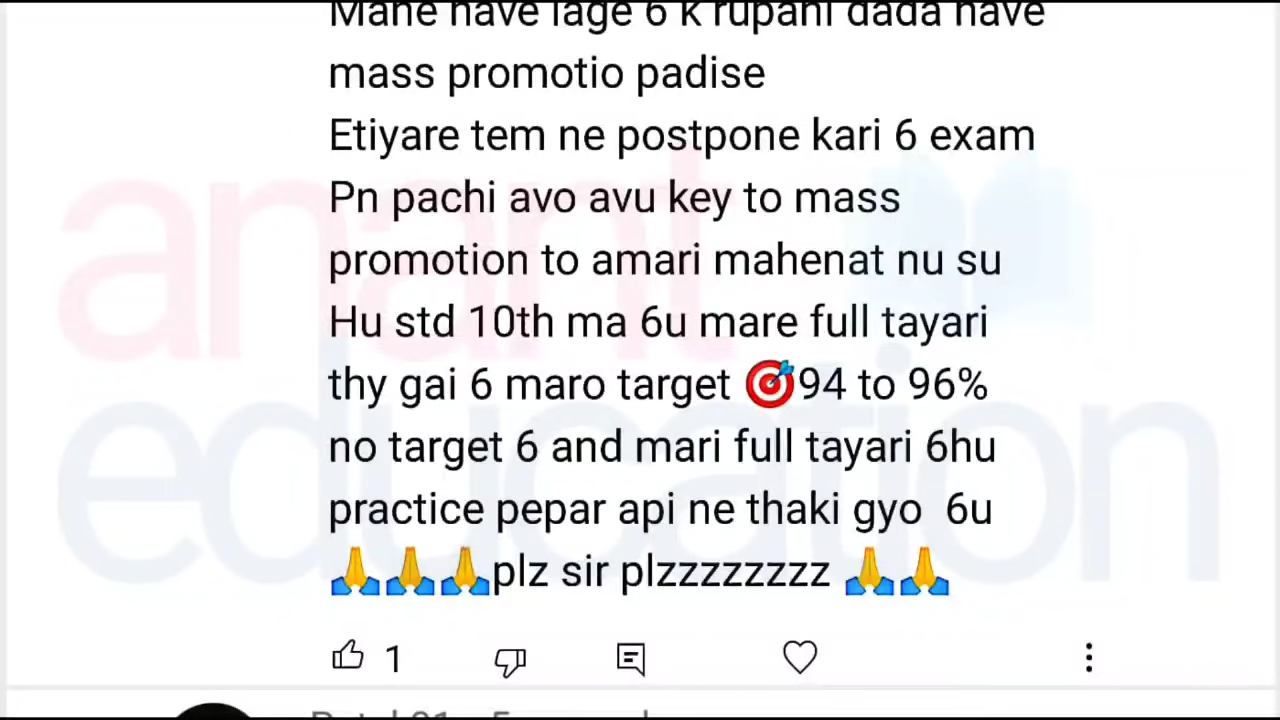 Mane have lage 6 k rupani dada have
mass promotio padise
Etiyare tem ne postpone kari 6 exam
Pn pachi avo avu key to mass
promotion to amari mahenat nu su
Hu std 10th ma 6u mare full tayari
thy gai 6 maro target 🎯94 to 96%
no target 6 and mari full tayari 6hu
practice pepar api ne thaki gyo 6u
🙏🙏🙏plz sir plzzzzzzzz 🙏🙏
1
anant
education